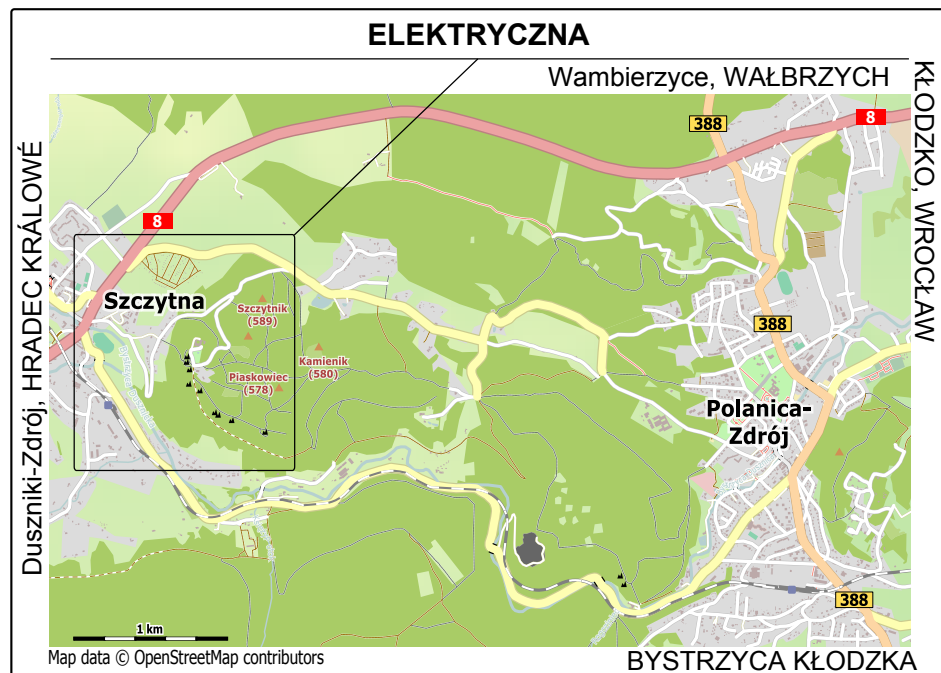 ELEKTRYCZNA
Wambierzyce, WAŁBRZYCH
KŁODZKO, WROCŁAW
Duszniki-Zdrój, HRADEC KRÁLOWÉ
388
8
8
Szczytna
Szczytnik
(589)
Kamienik
(580)
Piaskowiec
(578)
388
Polanica-
Zdrój
388
1 km
Map data © OpenStreetMap contributors
BYSTRZYCA KŁODZKA